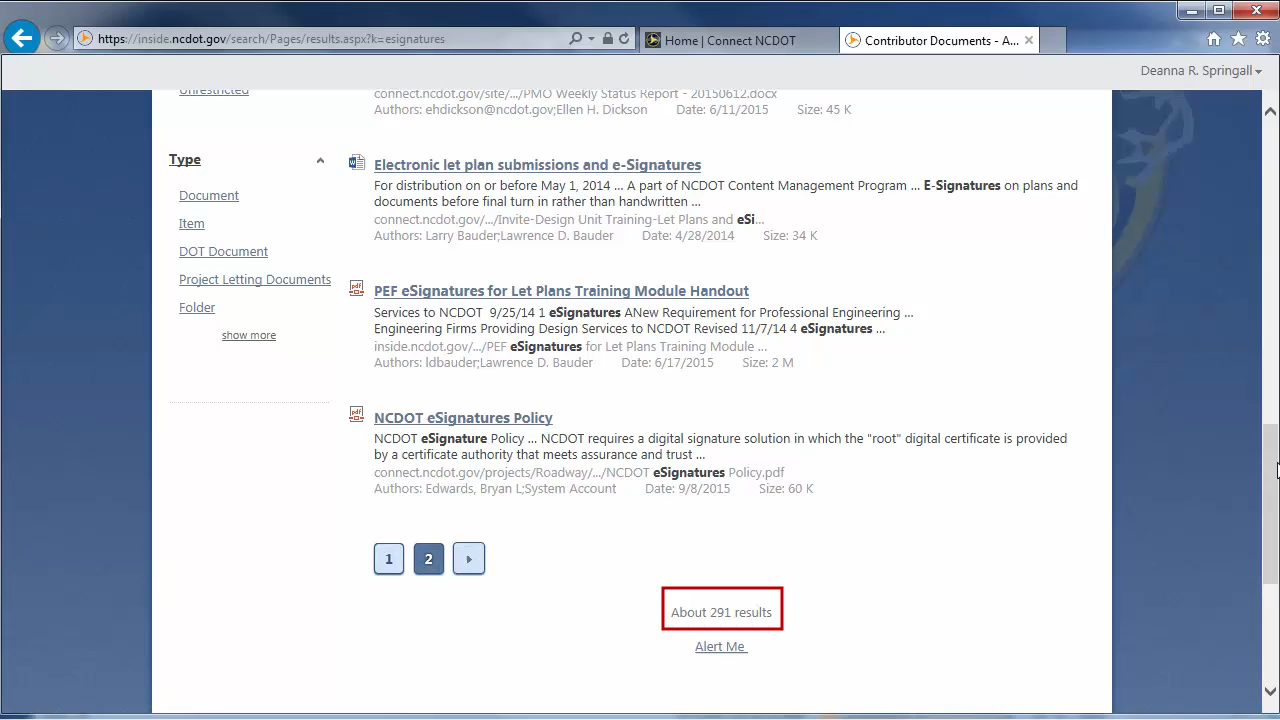 https://inside.ncdot.gov/search/Pages/results.aspx?k=esignatures
Home | Connect NCDOT
Contributor Documents - A...
Deanna R. Springall
Unrestricted
connect.ncdot.gov/site/.../PMO Weekly Status Report - 20150612.docx
Authors: ehdickson@ncdot.gov;Ellen H. Dickson Date: 6/11/2015 Size: 45 K
Type
Document
Item
DOT Document
Project Letting Documents
Folder
show more
Electronic let plan submissions and e-Signatures
For distribution on or before May 1, 2014 ... A part of NCDOT Content Management Program ... E-Signatures on plans and
documents before final turn in rather than handwritten ...
connect.ncdot.gov/.../Invite-Design Unit Training-Let Plans and eSi...
Authors: Larry Bauder;Lawrence D. Bauder Date: 4/28/2014 Size: 34 K
PEF eSignatures for Let Plans Training Module Handout
Services to NCDOT 9/25/14 1 eSignatures ANew Requirement for Professional Engineering ...
Engineering Firms Providing Design Services to NCDOT Revised 11/7/14 4 eSignatures ...
inside.ncdot.gov/.../PEF eSignatures for Let Plans Training Module ...
Authors: ldbauder;Lawrence D. Bauder Date: 6/17/2015 Size: 2 M
NCDOT eSignatures Policy
NCDOT eSignature Policy ... NCDOT requires a digital signature solution in which the "root" digital certificate is provided
by a certificate authority that meets assurance and trust ...
connect.ncdot.gov/projects/Roadway/.../NCDOT eSignatures Policy.pdf
Authors: Edwards, Bryan L;System Account Date: 9/8/2015 Size: 60 K
1 2
About 291 results
Alert Me